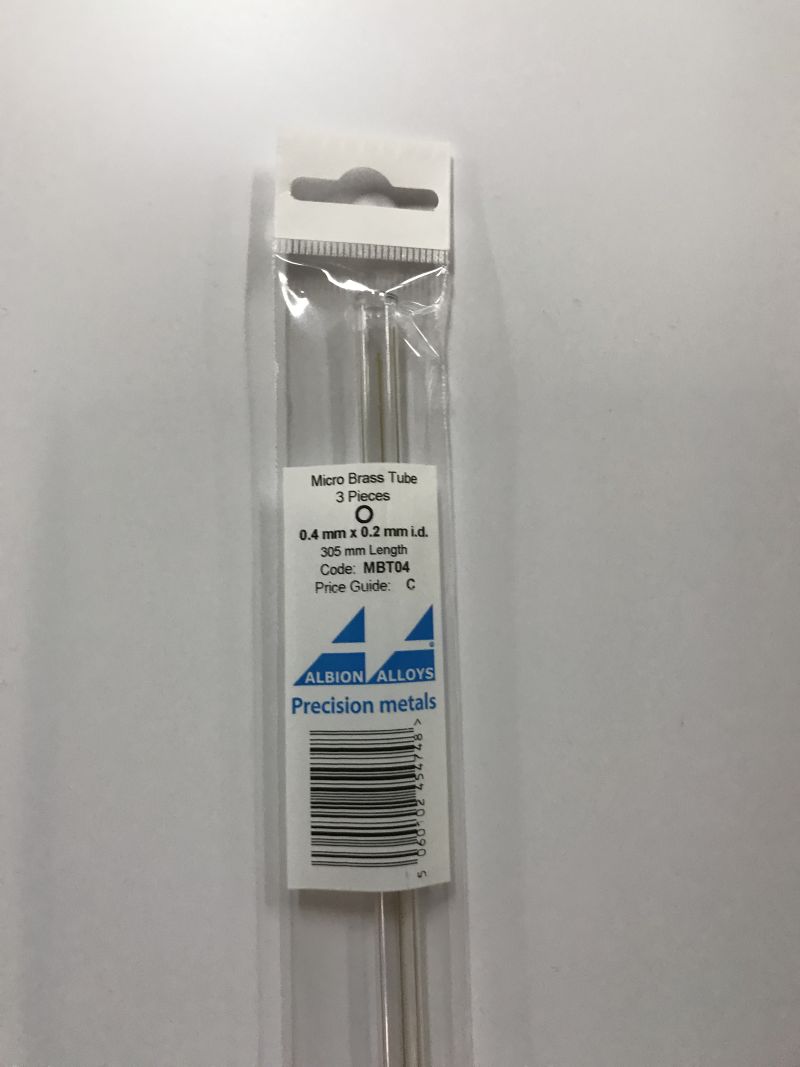 Micro Brass Tube
3 Pieces
0.4 mm x 0.2 mm i.d.
305 mm Length
Code: MBT04
Price Guide: C
ALBION ALLOYS®
Precision metals
5 060102 454748 >